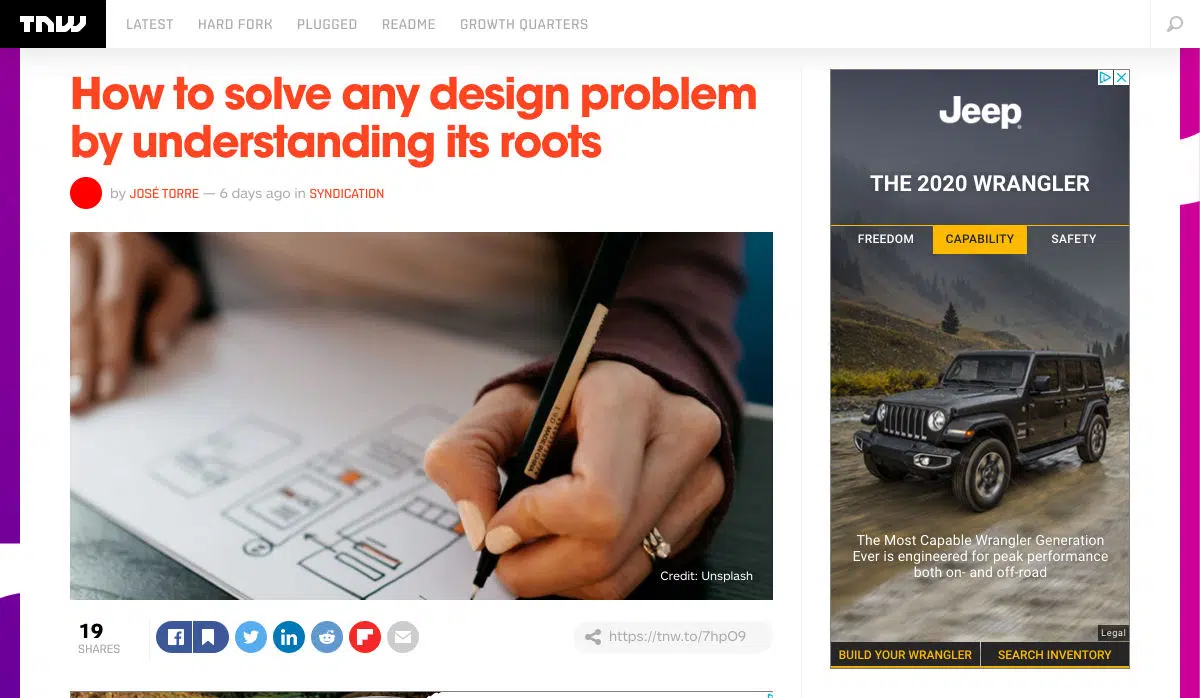 TNW
LATEST
HARD FORK
PLUGGED
README
GROWTH QUARTERS
How to solve any design problem
by understanding its roots
by JOSÉ TORRE — 6 days ago in SYNDICATION
Credit: Unsplash
19
SHARES
https://tnw.to/7hpO9
Jeep
THE 2020 WRANGLER
FREEDOM
CAPABILITY
SAFETY
The Most Capable Wrangler Generation
Ever is engineered for peak performance
both on- and off-road
Legal
BUILD YOUR WRANGLER
SEARCH INVENTORY